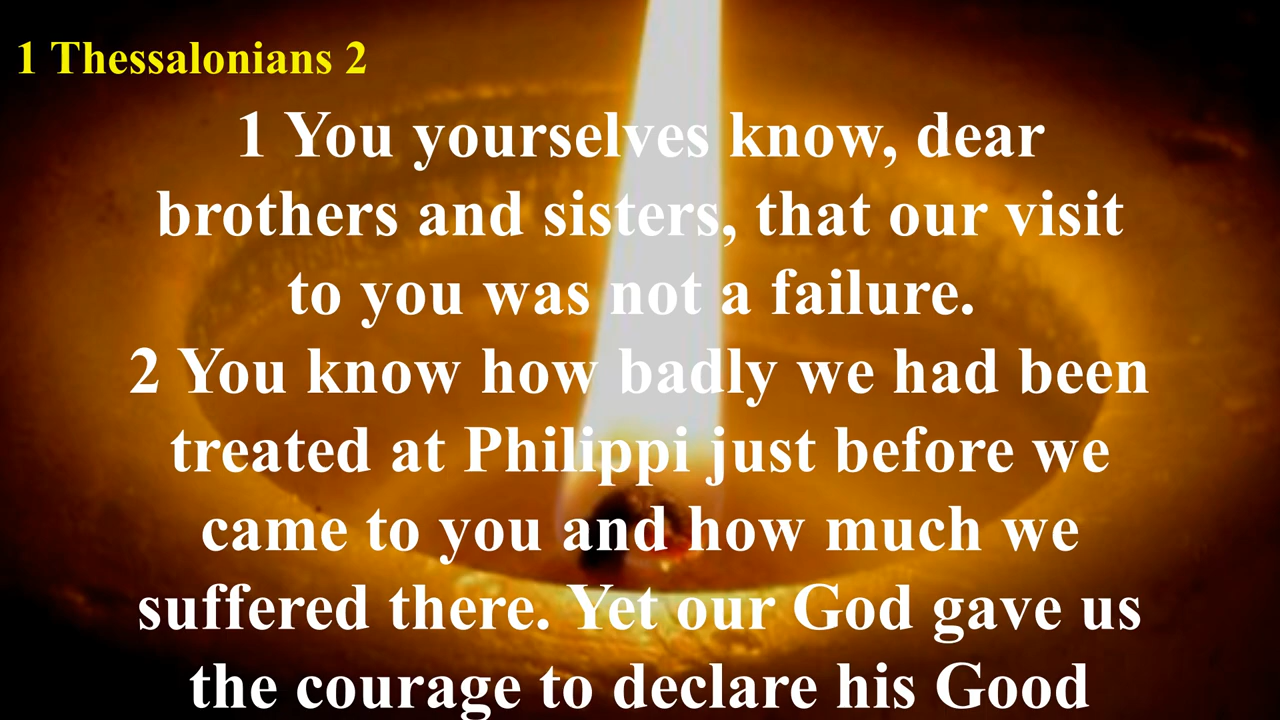 1 Thessalonians 2
1 You yourselves know, dear
brothers and sisters, that our visit
to you was not a failure.
2 You know how badly we had been
treated at Philippi just before we
came to you and how much we
suffered there. Yet our God gave us
the courage to declare his Good